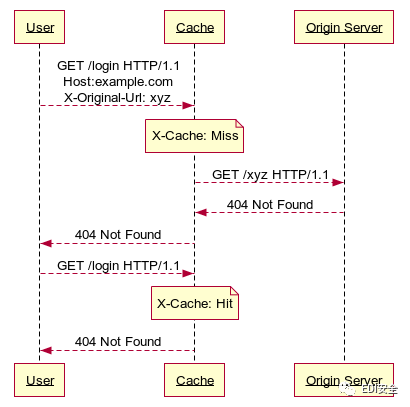 User Cache Origin Server
GET /login HTTP/1.1
Host:example.com
X-Original-Url: xyz
X-Cache: Miss
GET /xyz HTTP/1.1
404 Not Found
404 Not Found
GET /login HTTP/1.1
X-Cache: Hit
404 Not Found
User Cache Origin Server
EDI安全